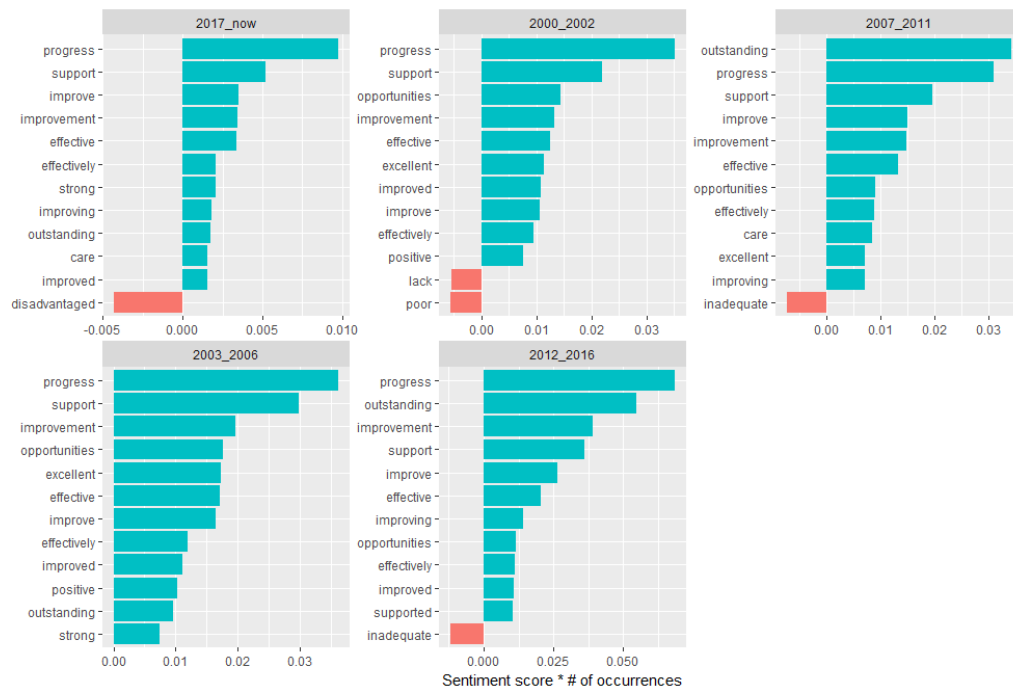 2017_now
progress
support
improve
improvement
effective
effectively
strong
improving
outstanding
care
improved
disadvantaged
-0.005 0.000 0.005 0.010
2000_2002
progress
support
opportunities
improvement
effective
excellent
improved
improve
effectively
positive
lack
poor
0.00 0.01 0.02 0.03
2007_2011
outstanding
progress
support
improve
improvement
effective
opportunities
effectively
care
excellent
improving
inadequate
0.00 0.01 0.02 0.03
2003_2006
progress
support
improvement
opportunities
excellent
effective
improve
effectively
improved
positive
outstanding
strong
0.00 0.01 0.02 0.03
2012_2016
progress
outstanding
improvement
support
improve
effective
improving
opportunities
effectively
improved
supported
inadequate
0.000 0.025 0.050
Sentiment score * # of occurrences